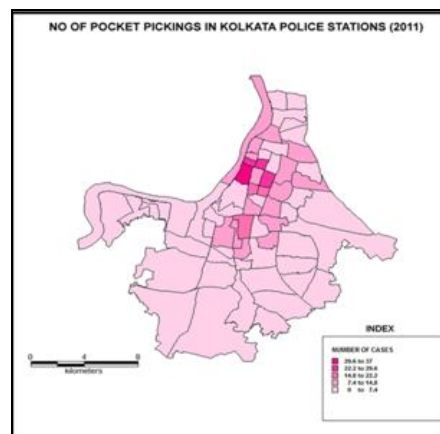 NO OF POCKET PICKINGS IN KOLKATA POLICE STATIONS (2011)
INDEX
NUMBER OF CASES
29.6 to 37
22.2 to 29.6
14.8 to 22.2
7.4 to 14.8
0 to 7.4
0 4 8
kilometers